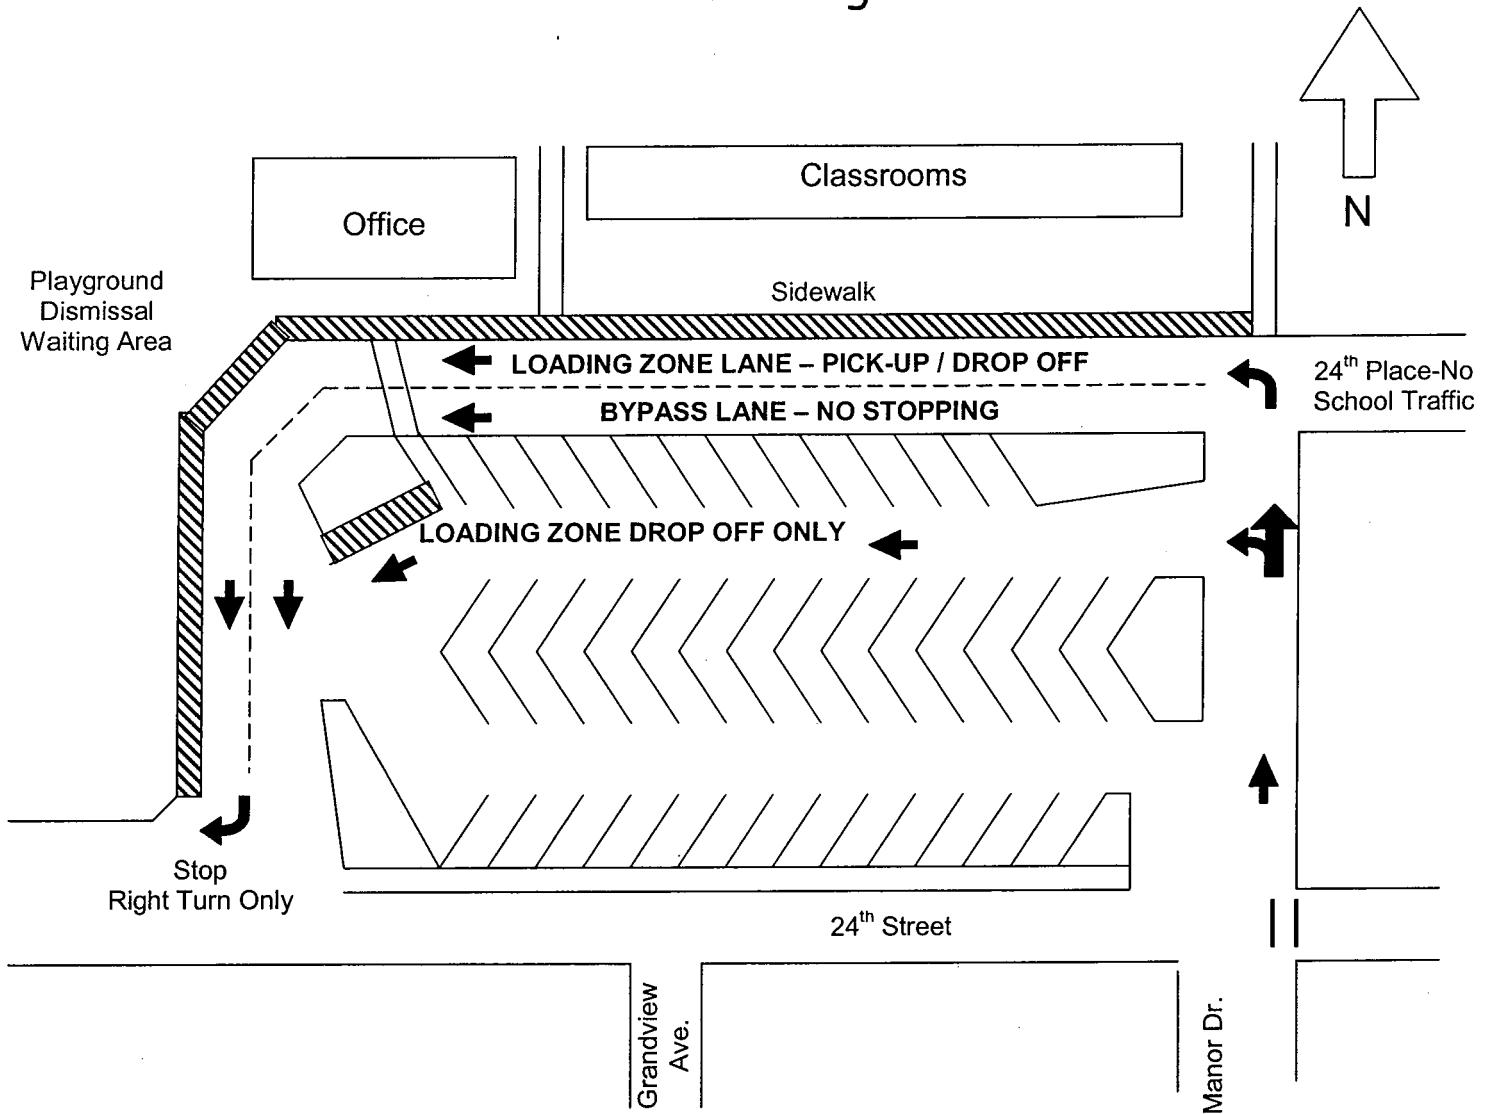 N
Classrooms
Office
Playground
Dismissal
Waiting Area
Sidewalk
LOADING ZONE LANE – PICK-UP / DROP OFF
24th Place-No
School Traffic
BYPASS LANE – NO STOPPING
LOADING ZONE DROP OFF ONLY
Stop
Right Turn Only
24th Street
Grandview
Ave.
Manor Dr.